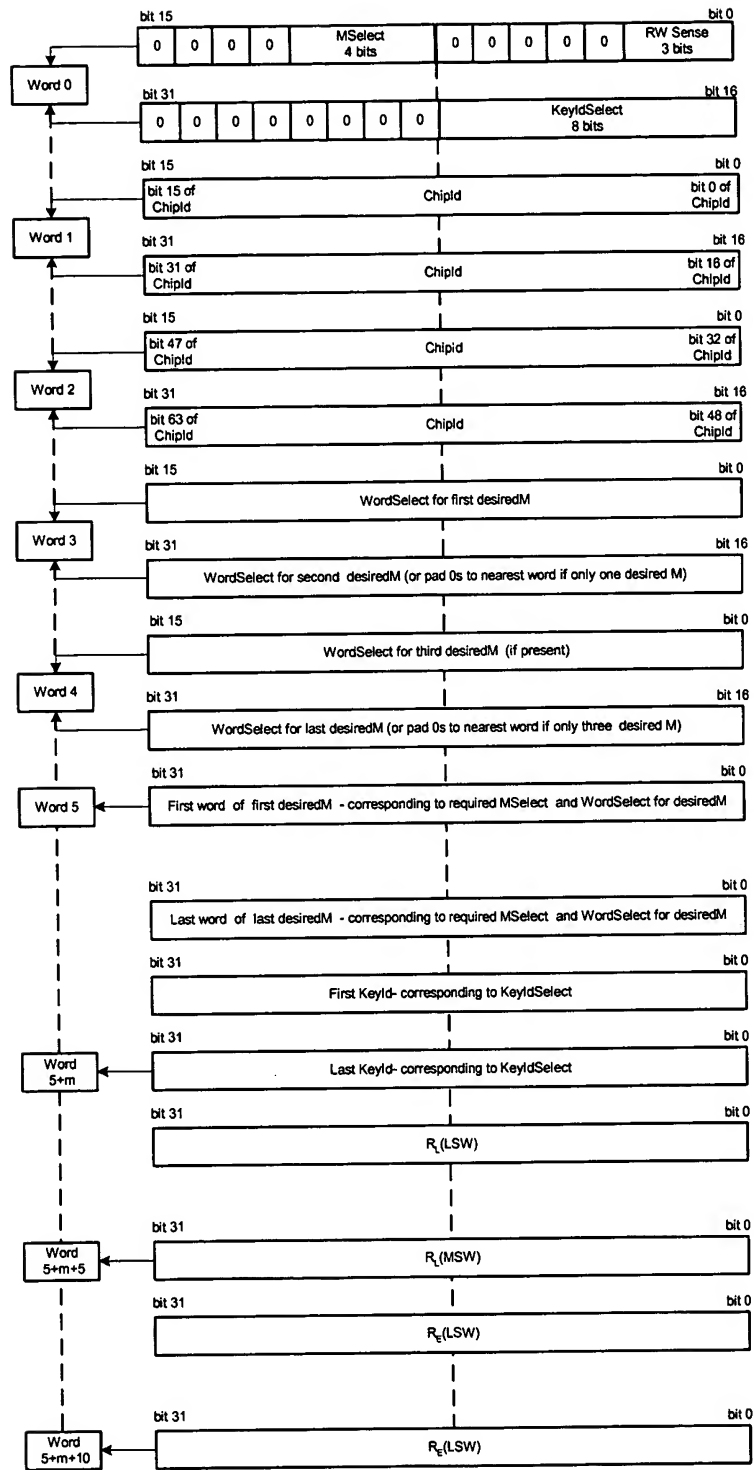 bit 15 bit 0
0 0 0 0 MSelect 4 bits 0 0 0 0 0 RW Sense 3 bits
Word 0
bit 31 bit 16
0 0 0 0 0 0 0 0 KeyIdSelect 8 bits
bit 15 bit 0
bit 15 of ChipId ChipId bit 0 of ChipId
Word 1
bit 31 bit 16
bit 31 of ChipId ChipId bit 16 of ChipId
bit 15 bit 0
bit 47 of ChipId ChipId bit 32 of ChipId
Word 2
bit 31 bit 16
bit 63 of ChipId ChipId bit 48 of ChipId
bit 15 bit 0
WordSelect for first desiredM
Word 3
bit 31 bit 16
WordSelect for second desiredM (or pad 0s to nearest word if only one desired M)
bit 15 bit 0
WordSelect for third desiredM (if present)
Word 4
bit 31 bit 16
WordSelect for last desiredM (or pad 0s to nearest word if only three desired M)
bit 31 bit 0
Word 5 First word of first desiredM - corresponding to required MSelect and WordSelect for desiredM
bit 31 bit 0
Last word of last desiredM - corresponding to required MSelect and WordSelect for desiredM
bit 31 bit 0
First KeyId- corresponding to KeyIdSelect
bit 31 bit 0
Word 5+m Last KeyId- corresponding to KeyIdSelect
bit 31 bit 0
R_L(LSW)
bit 31 bit 0
Word 5+m+5 R_L(MSW)
bit 31 bit 0
R_E(LSW)
bit 31 bit 0
Word 5+m+10 R_E(LSW)